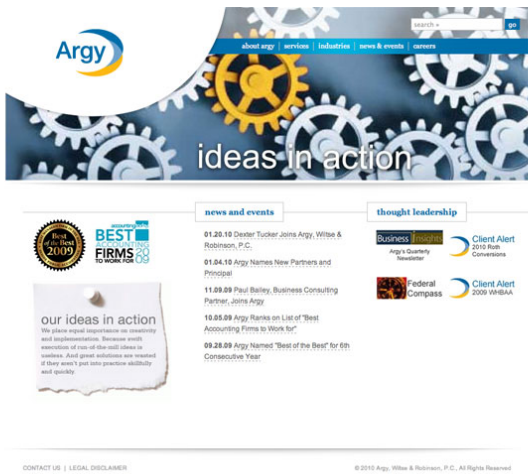 Argy
search »
go
about argy | services | industries | news & events | careers
ideas in action
Best
of the Best
2009
accounting
BEST
ACCOUNTING
FIRMS
TO WORK FOR
2009
our ideas in action
We place equal importance on creativity
and implementation. Because swift
execution of run-of-the-mill ideas is
useless. And great solutions are wasted
if they aren't put into practice skillfully
and quickly.
news and events
01.20.10 Dexter Tucker Joins Argy, Wiltse &
Robinson, P.C.
01.04.10 Argy Names New Partners and
Principal
11.09.09 Paul Bailey, Business Consulting
Partner, Joins Argy
10.05.09 Argy Ranks on List of "Best
Accounting Firms to Work for"
09.28.09 Argy Named "Best of the Best" for 6th
Consecutive Year
thought leadership
Business Insights
Argy's Quarterly
Newsletter
Client Alert
2010 Roth
Conversions
Federal
Compass
Client Alert
2009 WHBAA
CONTACT US | LEGAL DISCLAIMER
© 2010 Argy, Wiltse & Robinson, P.C., All Rights Reserved